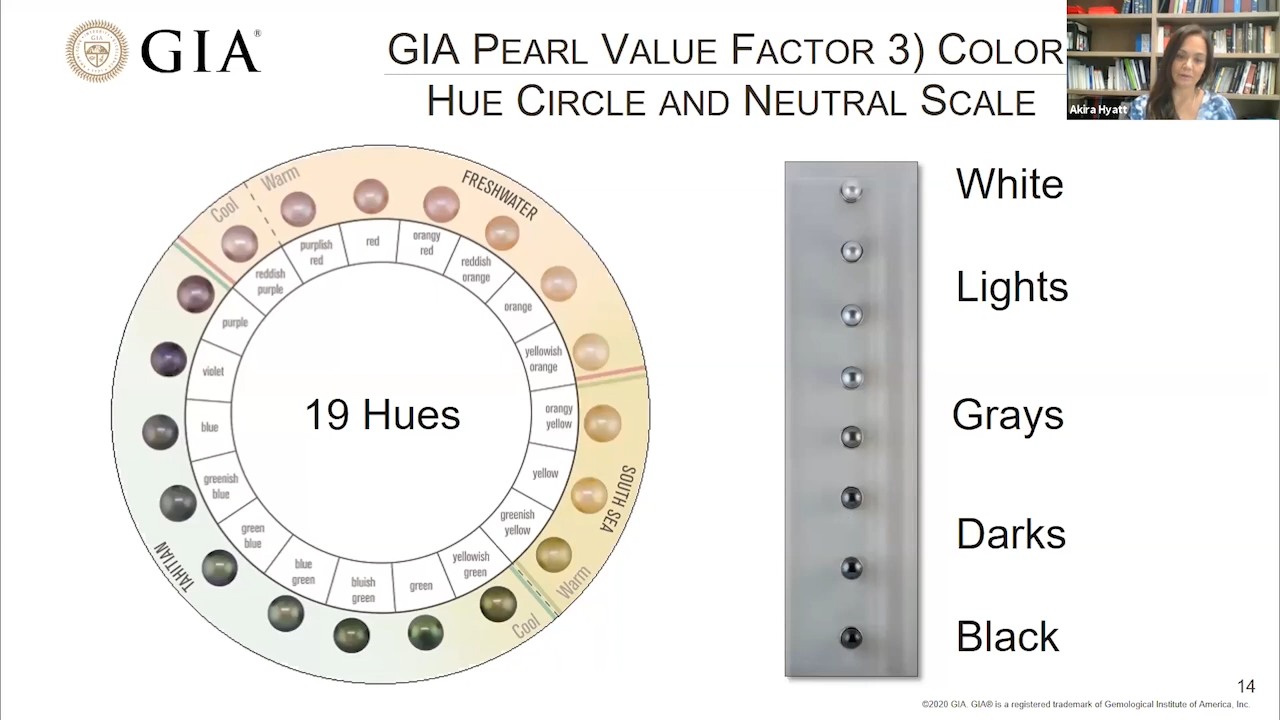 GIA®
GIA PEARL VALUE FACTOR 3) COLOR
HUE CIRCLE AND NEUTRAL SCALE
Akira Hyatt
Cool
Warm
FRESHWATER
SOUTH SEA
Warm
Cool
TAHITIAN
reddish
purple
purplish
red
red
orangy
red
reddish
orange
orange
yellowish
orange
orangy
yellow
yellow
greenish
yellow
yellowish
green
green
bluish
green
blue
green
green
blue
greenish
blue
blue
violet
purple
19 Hues
White
Lights
Grays
Darks
Black
14
©2020 GIA. GIA® is a registered trademark of Gemological Institute of America, Inc.